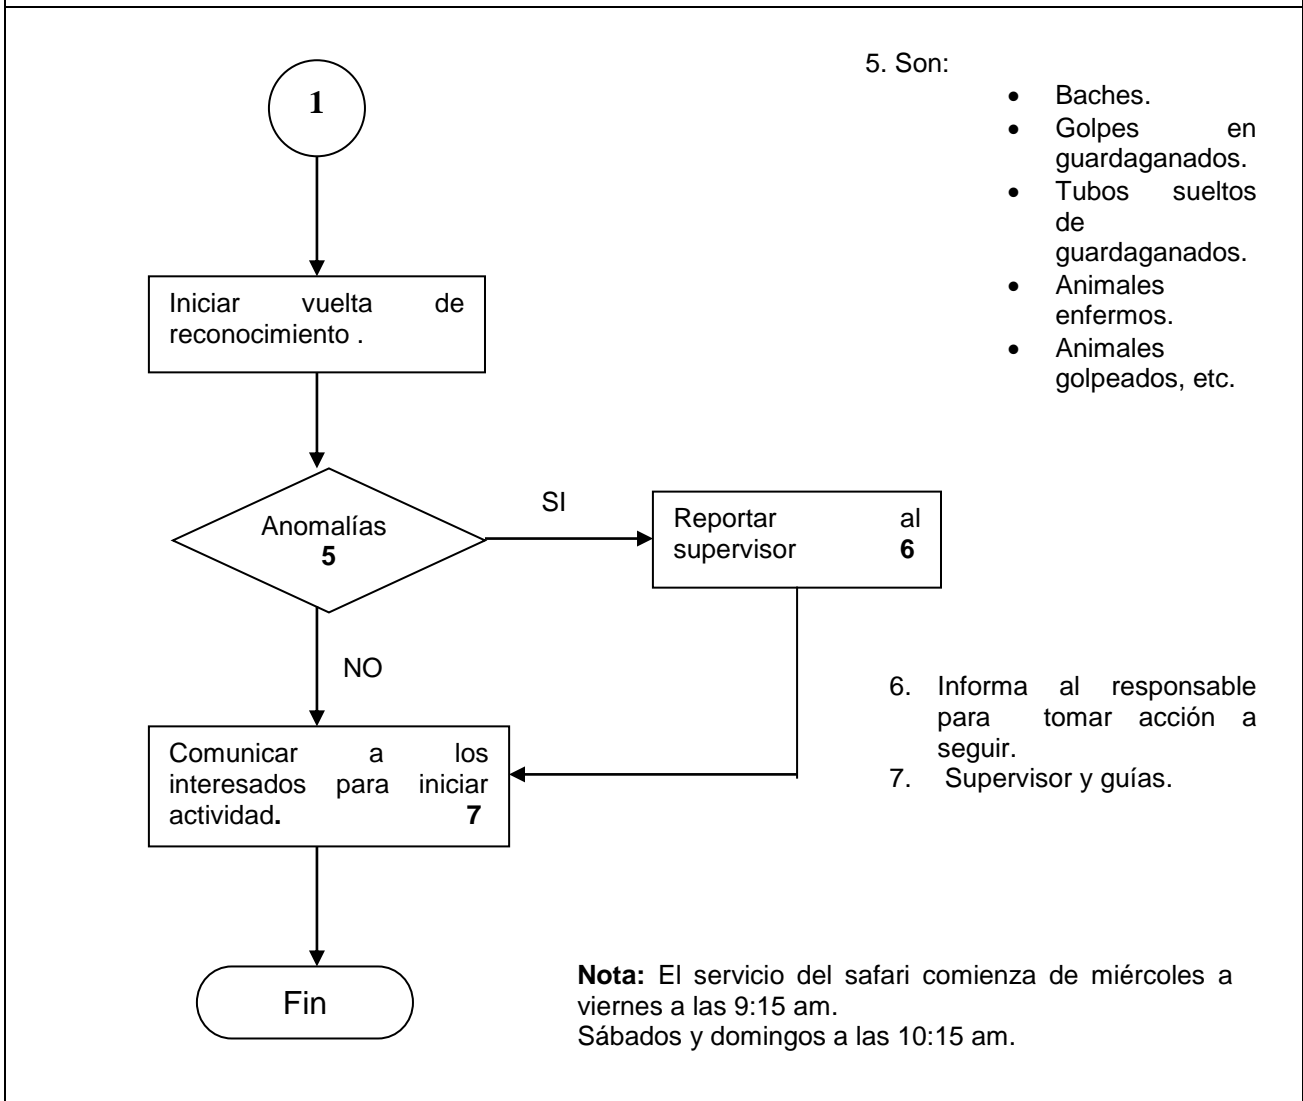 1
5. Son:
• Baches.
• Golpes en
guardaganados.
• Tubos sueltos
de
guardaganados.
• Animales
enfermos.
• Animales
golpeados, etc.
Iniciar vuelta de
reconocimiento .
Anomalías
5
SI
Reportar al
supervisor 6
NO
6. Informa al responsable
para tomar acción a
seguir.
7. Supervisor y guías.
Comunicar a los
interesados para iniciar
actividad. 7
Fin
Nota: El servicio del safari comienza de miércoles a
viernes a las 9:15 am.
Sábados y domingos a las 10:15 am.